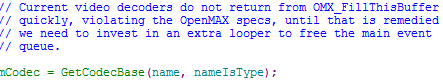 // Current video decoders do not return from OMX_FillThisBuffer
// quickly, violating the OpenMAX specs, until that is remedied
// we need to invest in an extra looper to free the main event
// queue.
mCodec = GetCodecBase(name, nameIsType);